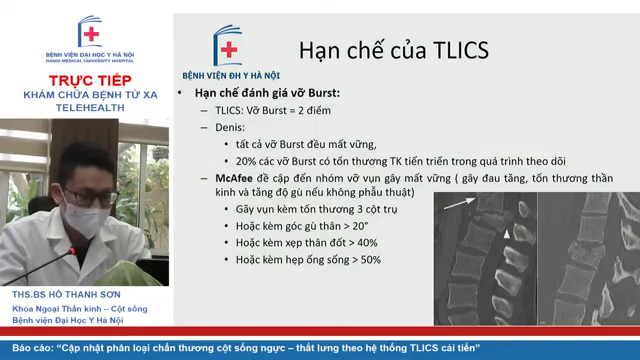 BỆNH VIỆN ĐẠI HỌC Y HÀ NỘI
HANOI MEDICAL UNIVERSITY HOSPITAL
TRỰC TIẾP
KHÁM CHỮA BỆNH TỪ XA
TELEHEALTH
THS.BS HỒ THANH SƠN
Khoa Ngoại Thần kinh – Cột sống
Bệnh viện Đại Học Y Hà Nội
BỆNH VIỆN ĐH Y HÀ NỘI
Hạn chế của TLICS
• Hạn chế đánh giá vỡ Burst:
– TLICS: Vỡ Burst = 2 điểm
– Denis:
• tất cả vỡ Burst đều mất vững,
• 20% các vỡ Burst có tổn thương TK tiến triển trong quá trình theo dõi
– McAfee đề cập đến nhóm vỡ vụn gây mất vững ( gây đau tăng, tổn thương thần
kinh và tăng độ gù nếu không phẫu thuật)
• Gãy vụn kèm tổn thương 3 cột trụ
• Hoặc kèm góc gù thân > 20°
• Hoặc kèm xẹp thân đốt > 40%
• Hoặc kèm hẹp ống sống > 50%
Báo cáo: “Cập nhật phân loại chấn thương cột sống ngực – thắt lưng theo hệ thống TLICS cải tiến”